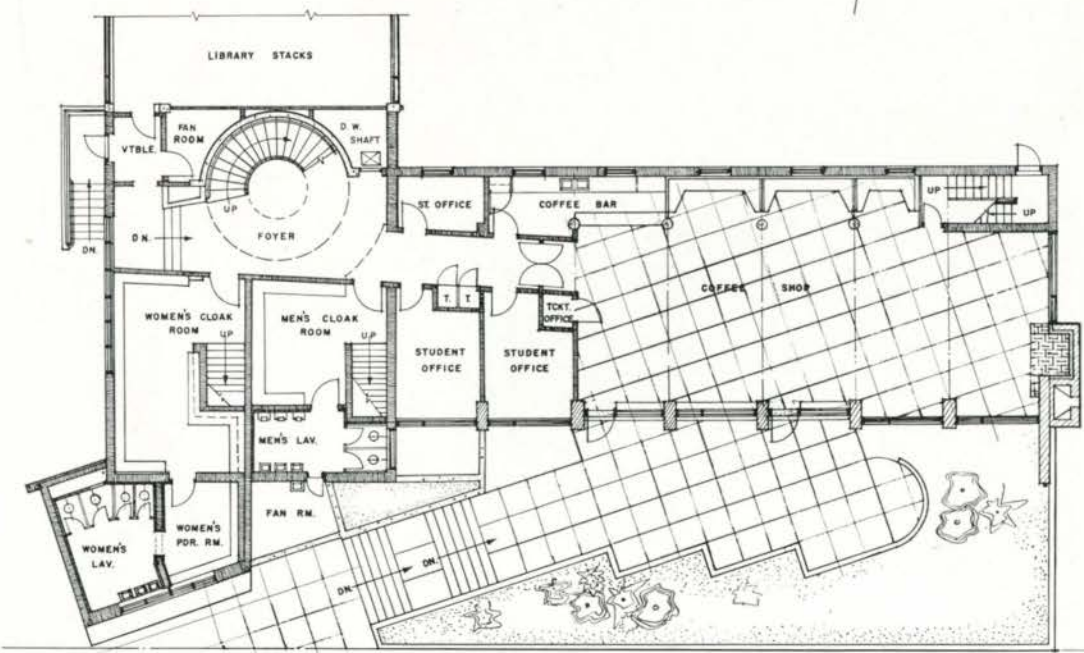 LIBRARY STACKS
FAN
ROOM
D. W.
SHAFT
VTBLE.
UP
DN.
FOYER
DN.
ST. OFFICE
COFFEE BAR
UP
UP
COFFEE SHOP
T. T.
TCKT.
OFFICE
WOMEN'S CLOAK
ROOM
UP
MEN'S CLOAK
ROOM
UP
STUDENT
OFFICE
STUDENT
OFFICE
MEN'S LAV.
FAN RM.
WOMEN'S
PDR. RM.
WOMEN'S
LAV.
DN.
DN.